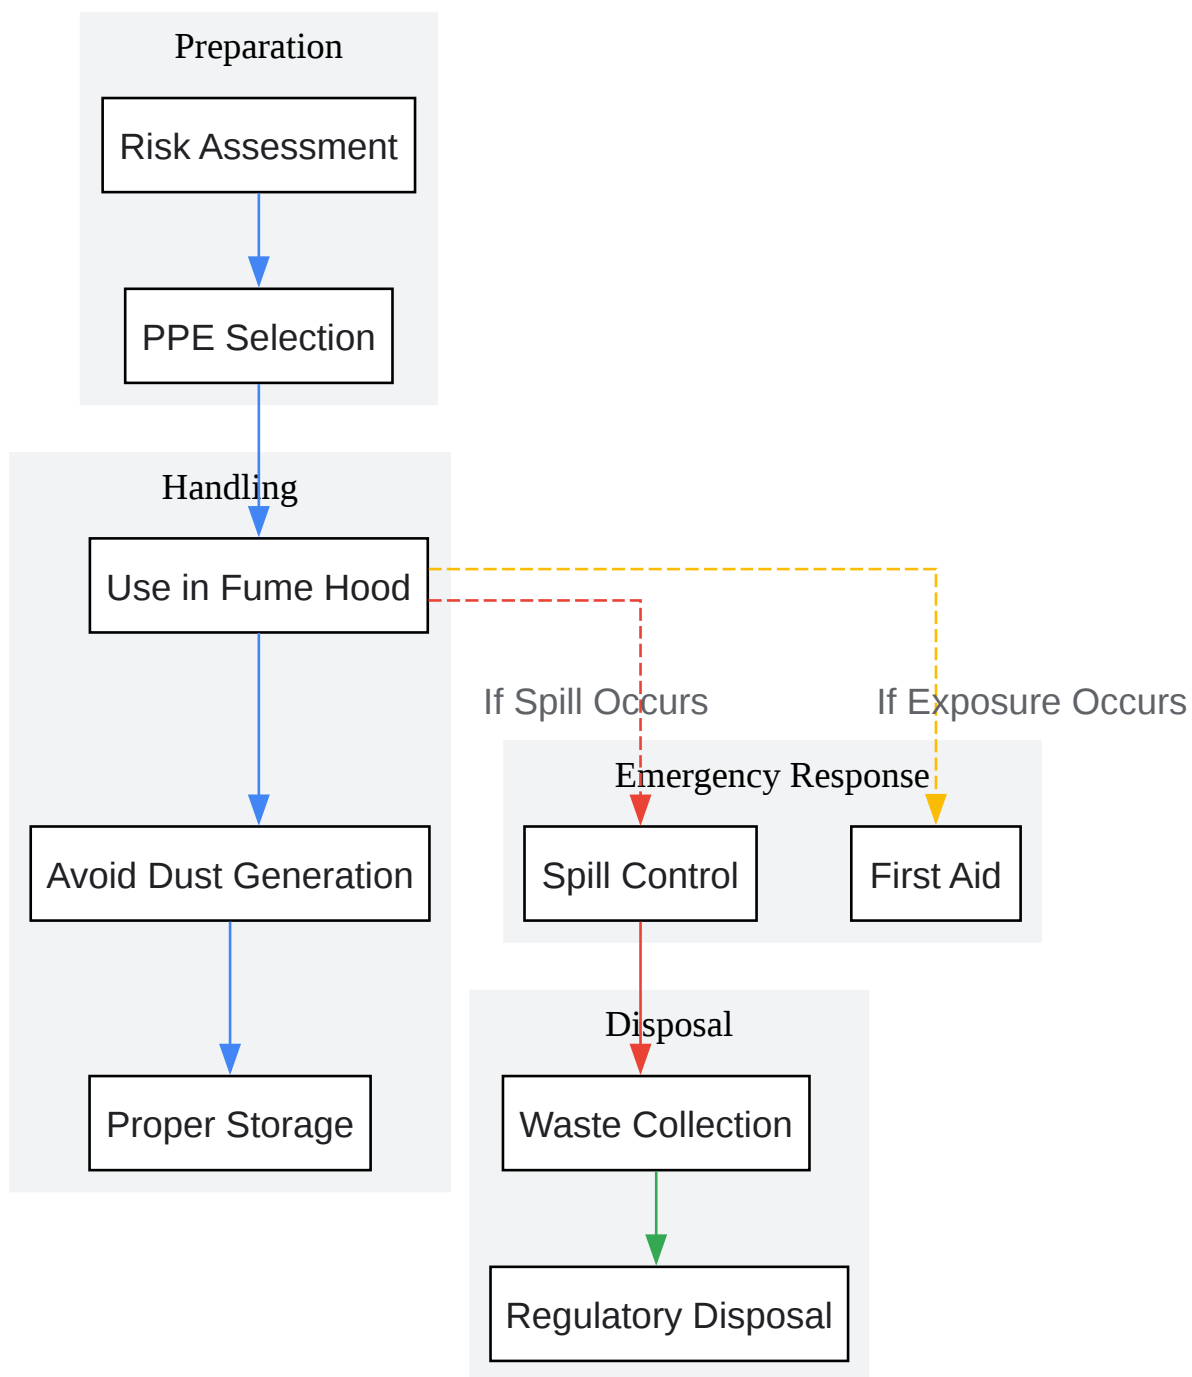 Preparation
Risk Assessment
PPE Selection
Handling
Use in Fume Hood
If Spill Occurs
If Exposure Occurs
Emergency Response
Avoid Dust Generation
Spill Control
First Aid
Disposal
Proper Storage
Waste Collection
Regulatory Disposal